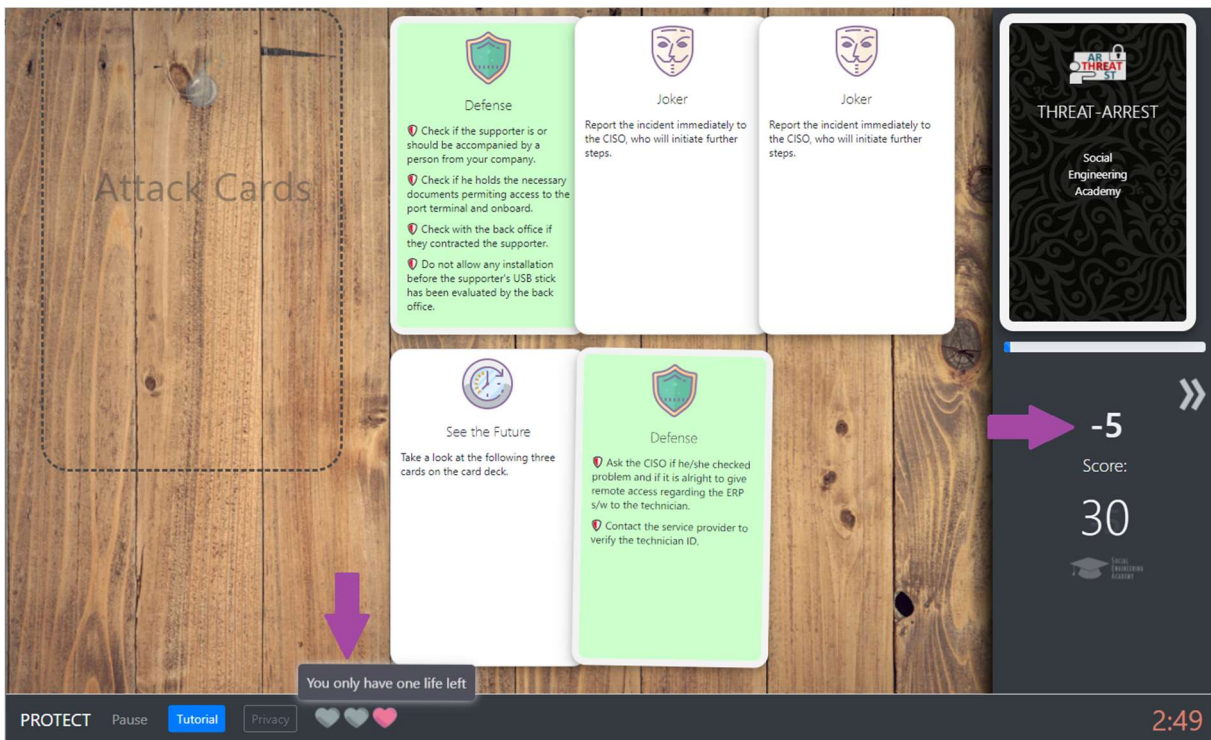 Attack Cards
Defense
Check if the supporter is or
should be accompanied by a
person from your company.
Check if he holds the necessary
documents permiting access to the
port terminal and onboard.
Check with the back office if
they contracted the supporter.
Do not allow any installation
before the supporter's USB stick
has been evaluated by the back
office.
Joker
Report the incident immediately to
the CISO, who will initiate further
steps.
Joker
Report the incident immediately to
the CISO, who will initiate further
steps.
See the Future
Take a look at the following three
cards on the card deck.
Defense
Ask the CISO if he/she checked
problem and if it is alright to give
remote access regarding the ERP
s/w to the technician.
Contact the service provider to
verify the technician ID.
AR
THREAT
ST
THREAT-ARREST
Social
Engineering
Academy
-5
Score:
30
Social
Engineering
Academy
You only have one life left
PROTECT Pause Tutorial Privacy
2:49